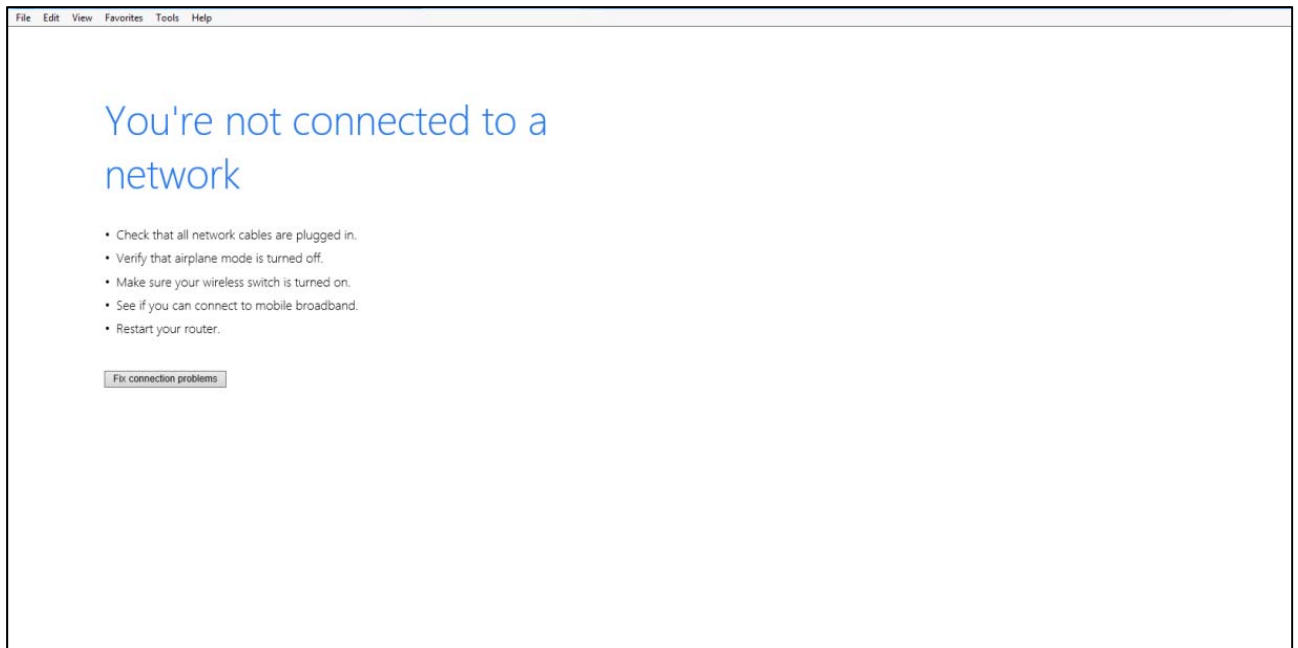 File Edit View Favorites Tools Help
You're not connected to a
network
• Check that all network cables are plugged in.
• Verify that airplane mode is turned off.
• Make sure your wireless switch is turned on.
• See if you can connect to mobile broadband.
• Restart your router.
Fix connection problems